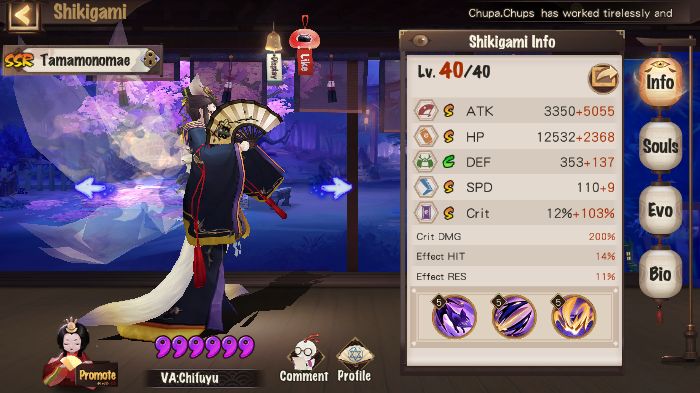 Shikigami
Chupa,Chups has worked tirelessly and
SSR Tamamonomae
Display
Like
Shikigami Info
Lv. 40/40
S ATK 3350+5055
S HP 12532+2368
C DEF 353+137
S SPD 110+9
S Crit 12%+103%
Crit DMG 200%
Effect HIT 14%
Effect RES 11%
5 5 5
Info
Souls
Evo
Bio
999999
Promote
VA:Chifuyu
Comment
Profile